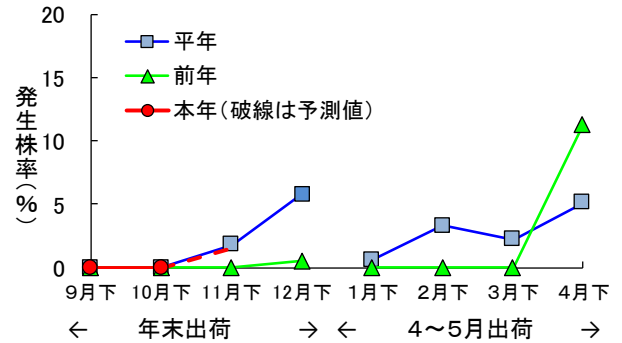 平年
前年
本年（破線は予測値）
発生株率（%）
20
15
10
5
0
9月下 10月下 11月下 12月下 1月下 2月下 3月下 4月下
← 年末出荷 → ← 4～5月出荷 →